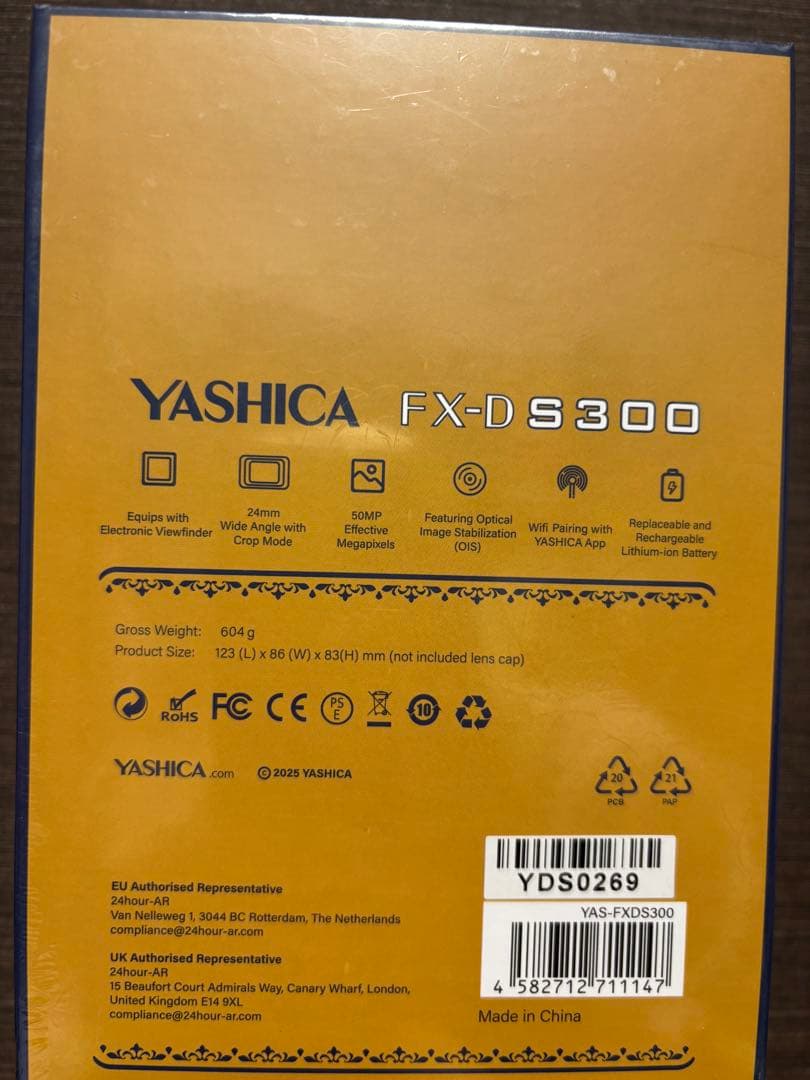 YASHICA FX-D S300
Equips with
Electronic Viewfinder
24mm
Wide Angle with
Crop Mode
50MP
Effective
Megapixels
Featuring Optical
Image Stabilization
(OIS)
Wifi Pairing with
YASHICA App
Replaceable and
Rechargeable
Lithium-ion Battery
Gross Weight: 604 g
Product Size: 123 (L) x 86 (W) x 83(H) mm (not included lens cap)
RoHS FC CE PS E 10
YASHICA.com © 2025 YASHICA
20 PCB 21 PAP
YDS0269
EU Authorised Representative
24hour-AR
Van Nelleweg 1, 3044 BC Rotterdam, The Netherlands
compliance@24hour-ar.com
UK Authorised Representative
24hour-AR
15 Beaufort Court Admirals Way, Canary Wharf, London,
United Kingdom E14 9XL
compliance@24hour-ar.com
YAS-FXDS300
4 582712 711147
Made in China